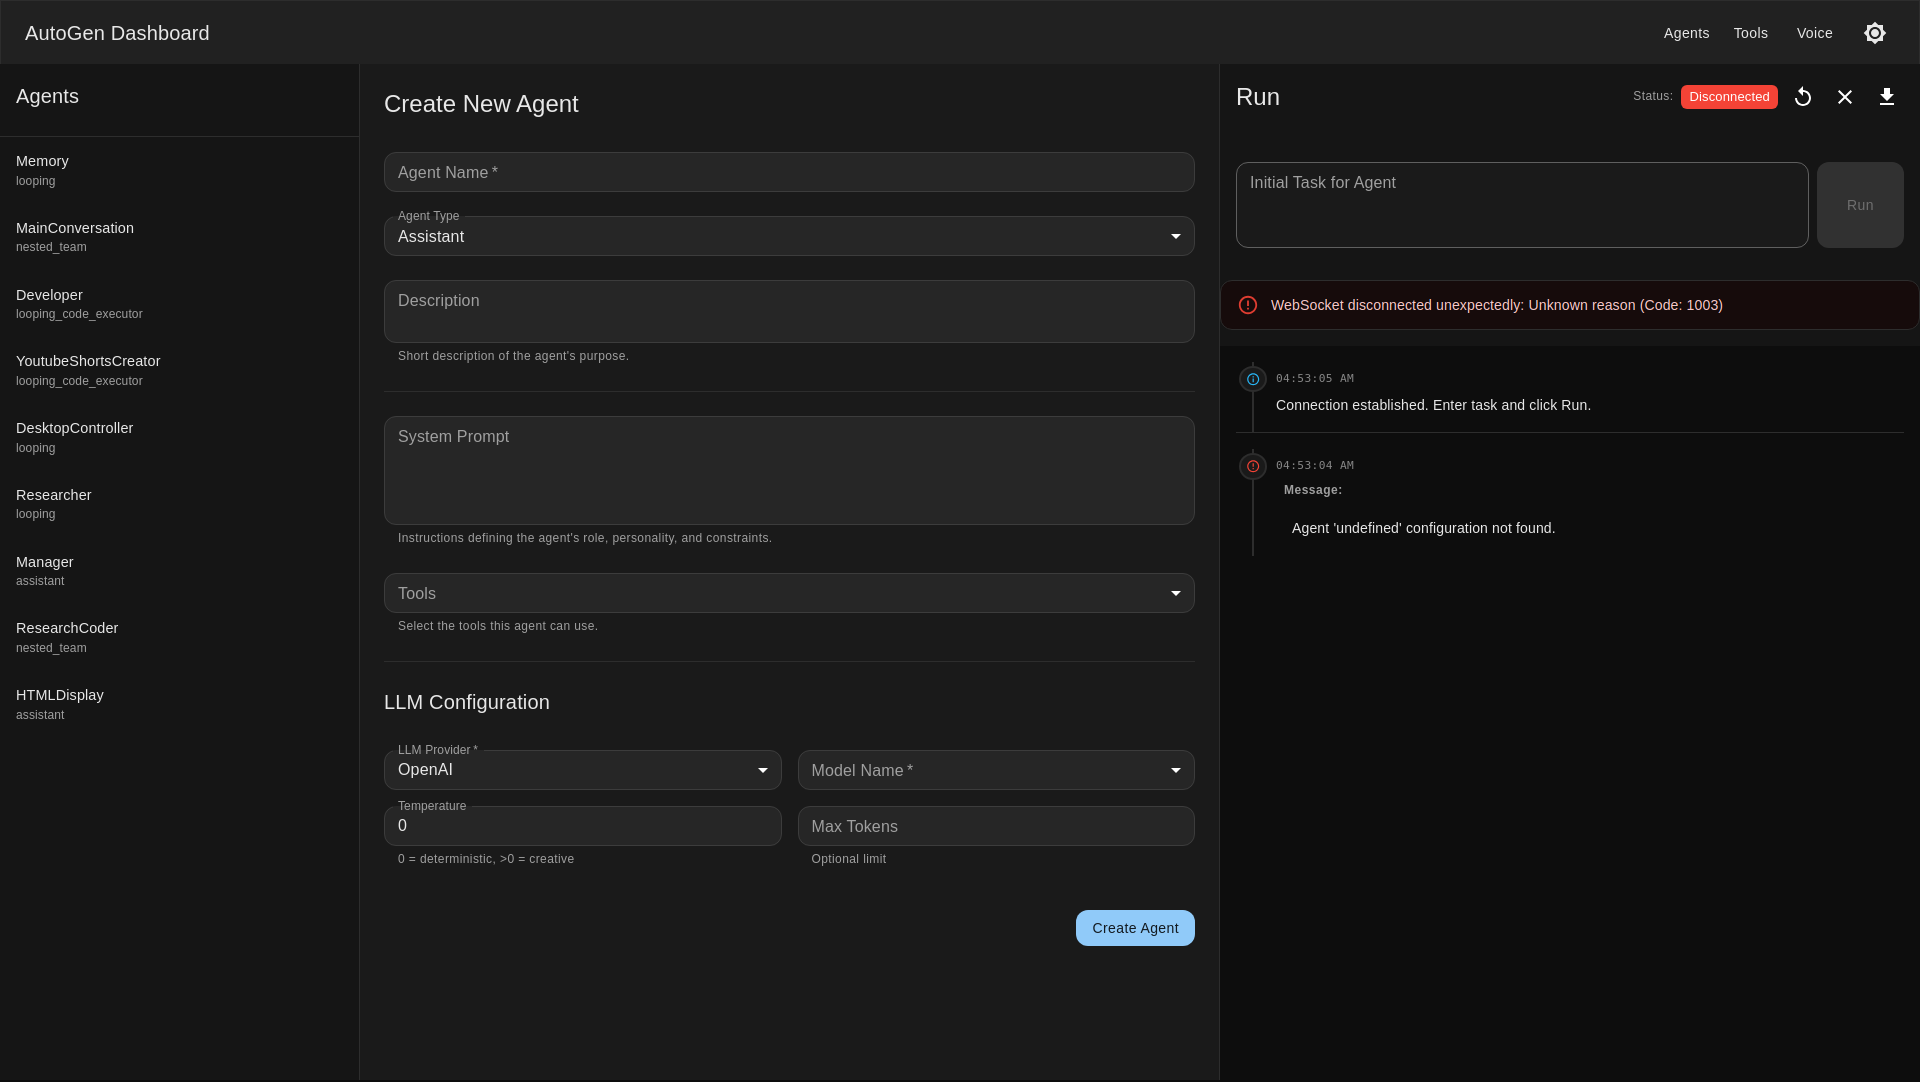 AutoGen Dashboard
Agents
Tools
Voice
Agents
Memory
looping
MainConversation
nested_team
Developer
looping_code_executor
YoutubeShortsCreator
looping_code_executor
DesktopController
looping
Researcher
looping
Manager
assistant
ResearchCoder
nested_team
HTMLDisplay
assistant
Create New Agent
Agent Name *
Agent Type
Assistant
Description
Short description of the agent's purpose.
System Prompt
Instructions defining the agent's role, personality, and constraints.
Tools
Select the tools this agent can use.
LLM Configuration
LLM Provider *
OpenAI
Model Name *
Temperature
0
0 = deterministic, >0 = creative
Max Tokens
Optional limit
Create Agent
Run
Status: Disconnected
Initial Task for Agent
Run
WebSocket disconnected unexpectedly: Unknown reason (Code: 1003)
04:53:05 AM
Connection established. Enter task and click Run.
04:53:04 AM
Message:
Agent 'undefined' configuration not found.